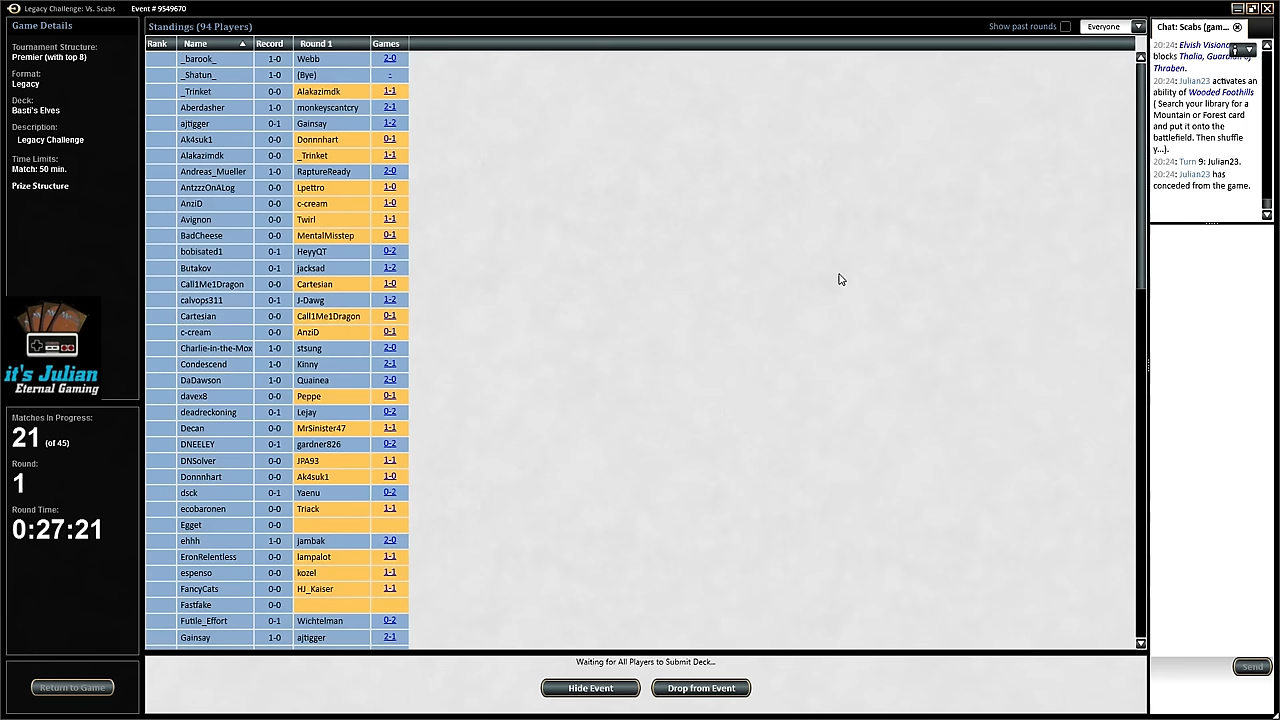 Legacy Challenge: Vs. Scabs Event # 9549670
Game Details
Tournament Structure:
Premier (with top 8)
Format:
Legacy
Deck:
Basti's Elves
Description:
Legacy Challenge
Time Limits:
Match: 50 min.
Prize Structure
it's Julian
Eternal Gaming
Matches In Progress:
21 (of 45)
Round:
1
Round Time:
0:27:21
Return to Game
Standings (94 Players) Show past rounds Everyone
Rank Name Record Round 1 Games
_barook_ 1-0 Webb 2-0
_Shatun_ 1-0 (Bye) -
_Trinket 0-0 Alakazimdk 1-1
Aberdasher 1-0 monkeyscantcry 2-1
ajtigger 0-1 Gainsay 1-2
Ak4suk1 0-0 Donnnhart 0-1
Alakazimdk 0-0 _Trinket 1-1
Andreas_Mueller 1-0 RaptureReady 2-0
AntzzzOnALog 0-0 Lpettro 1-0
AnziD 0-0 c-cream 1-0
Avignon 0-0 Twirl 1-1
BadCheese 0-0 MentalMisstep 0-1
bobisated1 0-1 HeyyQT 0-2
Butakov 0-1 jacksad 1-2
Call1Me1Dragon 0-0 Cartesian 1-0
calvops311 0-1 J-Dawg 1-2
Cartesian 0-0 Call1Me1Dragon 0-1
c-cream 0-0 AnziD 0-1
Charlie-in-the-Mox 1-0 stsung 2-0
Condescend 1-0 Kinny 2-1
DaDawson 1-0 Quainea 2-0
davex8 0-0 Peppe 0-1
deadreckoning 0-1 Lejay 0-2
Decan 0-0 MrSinister47 1-1
DNEELEY 0-1 gardner826 0-2
DNSolver 0-0 JPA93 1-1
Donnnhart 0-0 Ak4suk1 1-0
dsck 0-1 Yaenu 0-2
ecobaronen 0-0 Triack 1-1
Egget 0-0
ehhh 1-0 Jambak 2-0
EronRelentless 0-0 lampalot 1-1
espenso 0-0 kozel 1-1
FancyCats 0-0 HJ_Kaiser 1-1
Fastfake 0-0
Futile_Effort 0-1 Wichtelman 0-2
Gainsay 1-0 ajtigger 2-1
Waiting for All Players to Submit Deck...
Hide Event Drop from Event
Chat: Scabs (gam...
20:24: Elvish Visiona
blocks Thalia, Guardian of
Thraben.
20:24: Julian23 activates an
ability of Wooded Foothills
( Search your library for a
Mountain or Forest card
and put it onto the
battlefield. Then shuffle
y...).
20:24: Turn 9: Julian23.
20:24: Julian23 has
conceded from the game.
Send